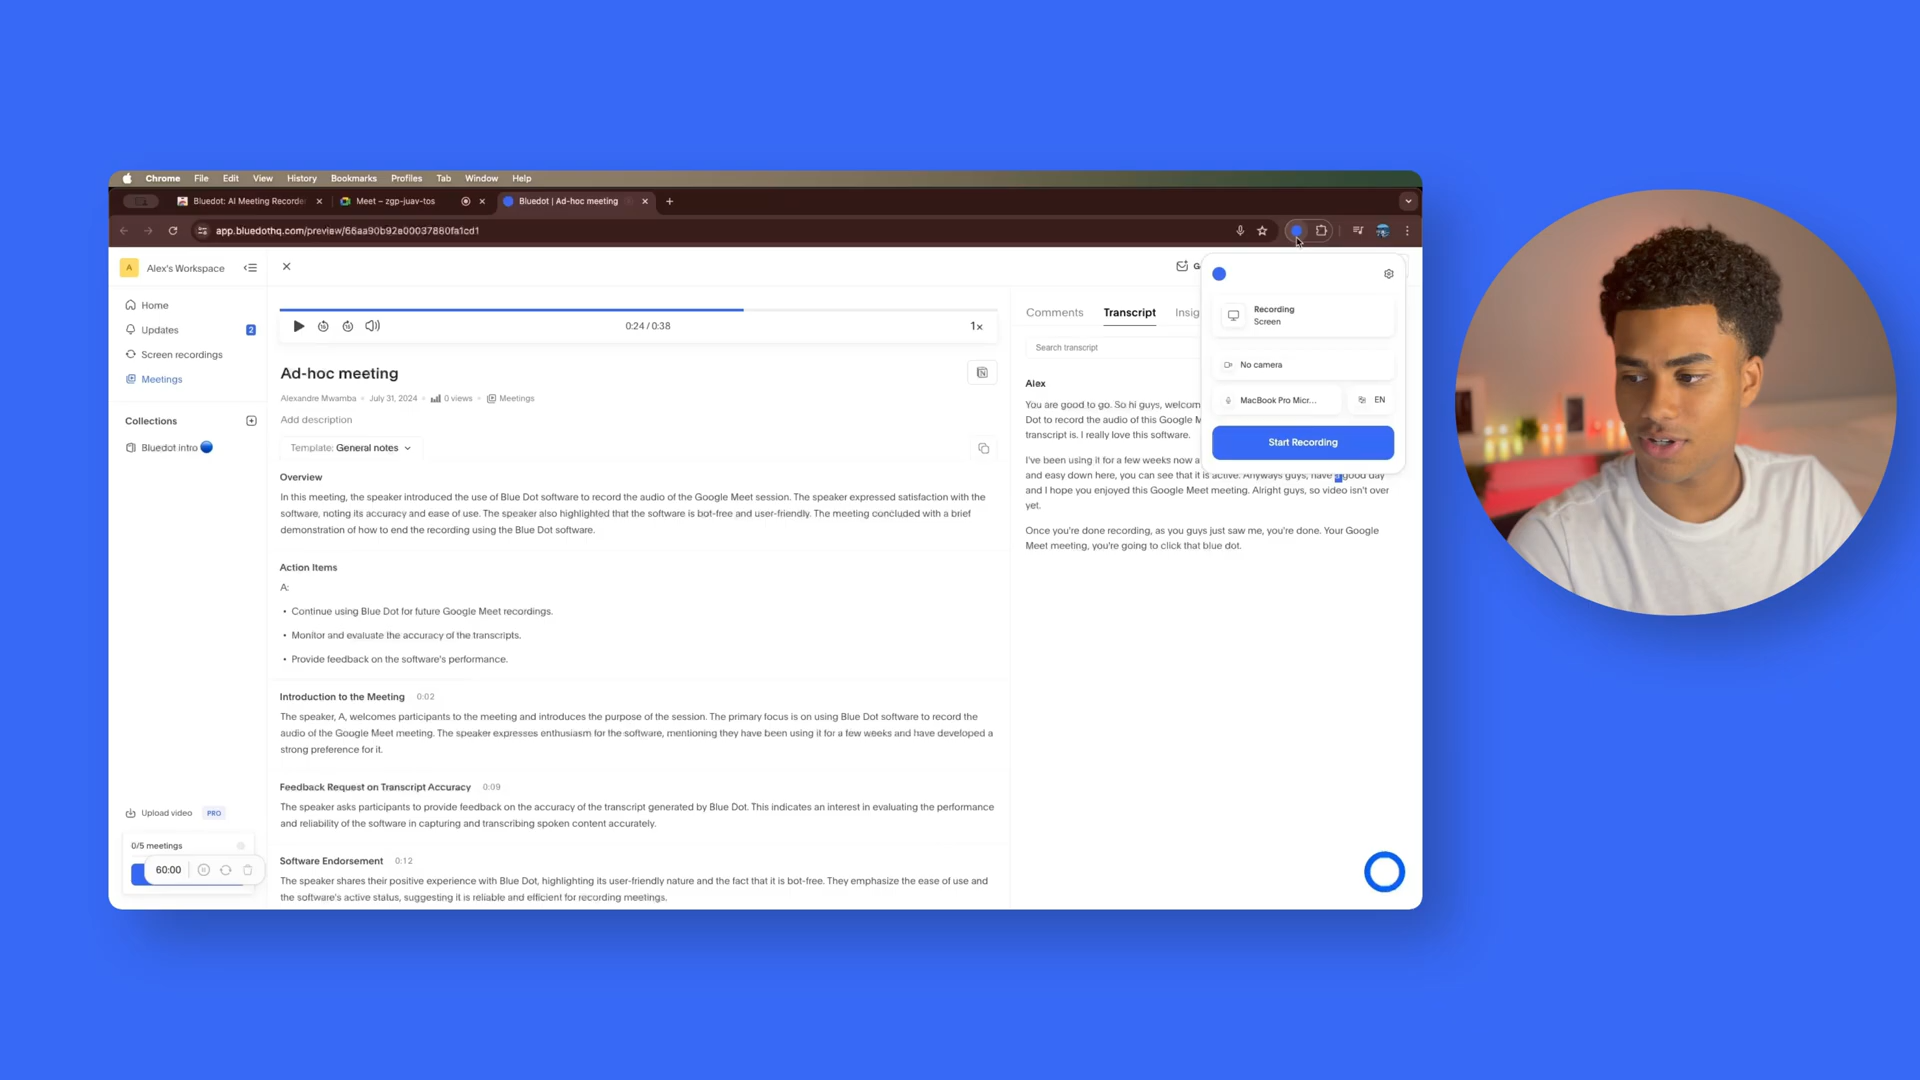 Chrome File Edit View History Bookmarks Profiles Tab Window Help
Bluedot: AI Meeting Recorde
Meet – zgp-juav-tos
Bluedot | Ad-hoc meeting
app.bluedothq.com/preview/66aa90b92e00037880fa1cd1
A Alex's Workspace
Home
Updates 2
Screen recordings
Meetings
Collections
Bluedot intro
Upload video PRO
0/5 meetings
60:00
0:24 / 0:38
1×
Ad-hoc meeting
Alexandre Mwamba • July 31, 2024 • 0 views • Meetings
Add description
Template: General notes
Overview
In this meeting, the speaker introduced the use of Blue Dot software to record the audio of the Google Meet session. The speaker expressed satisfaction with the
software, noting its accuracy and ease of use. The speaker also highlighted that the software is bot-free and user-friendly. The meeting concluded with a brief
demonstration of how to end the recording using the Blue Dot software.
Action Items
A:
• Continue using Blue Dot for future Google Meet recordings.
• Monitor and evaluate the accuracy of the transcripts.
• Provide feedback on the software's performance.
Introduction to the Meeting 0:02
The speaker, A, welcomes participants to the meeting and introduces the purpose of the session. The primary focus is on using Blue Dot software to record the
audio of the Google Meet meeting. The speaker expresses enthusiasm for the software, mentioning they have been using it for a few weeks and have developed a
strong preference for it.
Feedback Request on Transcript Accuracy 0:09
The speaker asks participants to provide feedback on the accuracy of the transcript generated by Blue Dot. This indicates an interest in evaluating the performance
and reliability of the software in capturing and transcribing spoken content accurately.
Software Endorsement 0:12
The speaker shares their positive experience with Blue Dot, highlighting its user-friendly nature and the fact that it is bot-free. They emphasize the ease of use and
the software's active status, suggesting it is reliable and efficient for recording meetings.
Comments Transcript Insig
Search transcript
Alex
You are good to go. So hi guys, welcom
Dot to record the audio of this Google M
transcript is. I really love this software.
I've been using it for a few weeks now a
and easy down here, you can see that it is active. Anyways guys, have a good day
and I hope you enjoyed this Google Meet meeting. Alright guys, so video isn't over
yet.
Once you're done recording, as you guys just saw me, you're done. Your Google
Meet meeting, you're going to click that blue dot.
G
Recording
Screen
No camera
MacBook Pro Micr... EN
Start Recording